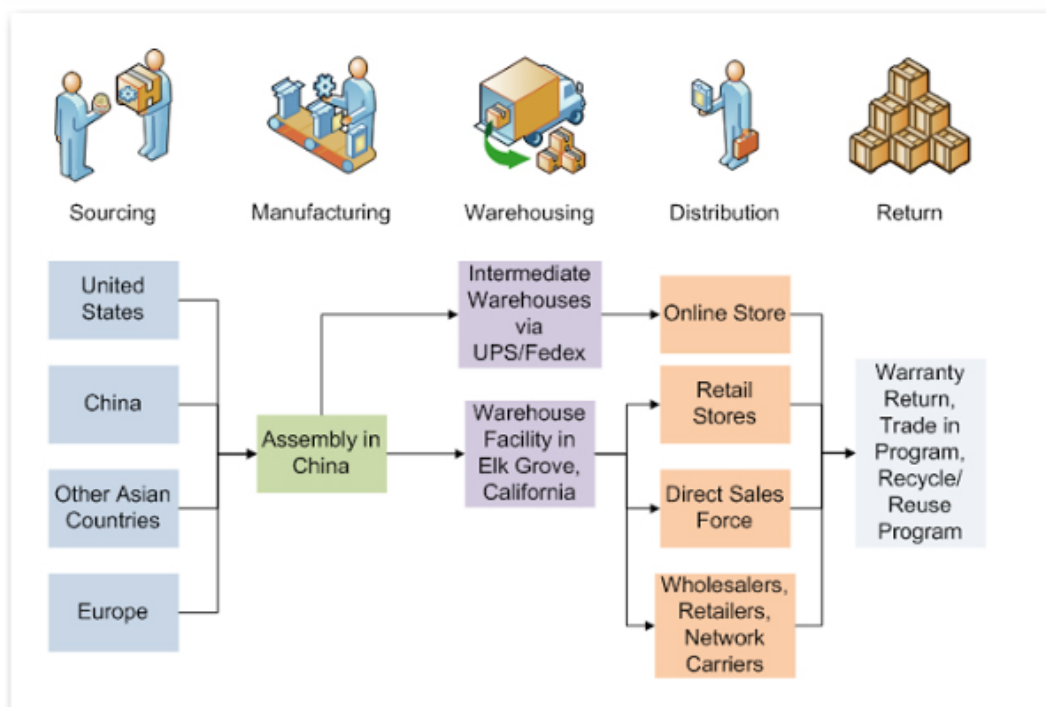 Sourcing
Manufacturing
Warehousing
Distribution
Return
United
States
China
Other Asian
Countries
Europe
Assembly in
China
Intermediate
Warehouses
via
UPS/Fedex
Warehouse
Facility in
Elk Grove,
California
Online Store
Retail
Stores
Direct Sales
Force
Wholesalers,
Retailers,
Network
Carriers
Warranty
Return,
Trade in
Program,
Recycle/
Reuse
Program